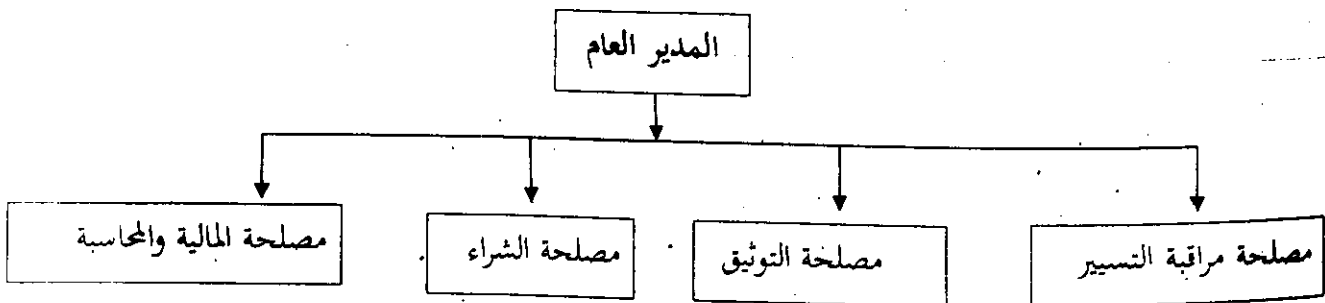 المدير العام
مصلحة مراقبة التسيير
مصلحة التوثيق
مصلحة الشراء
مصلحة المالية والمحاسبة